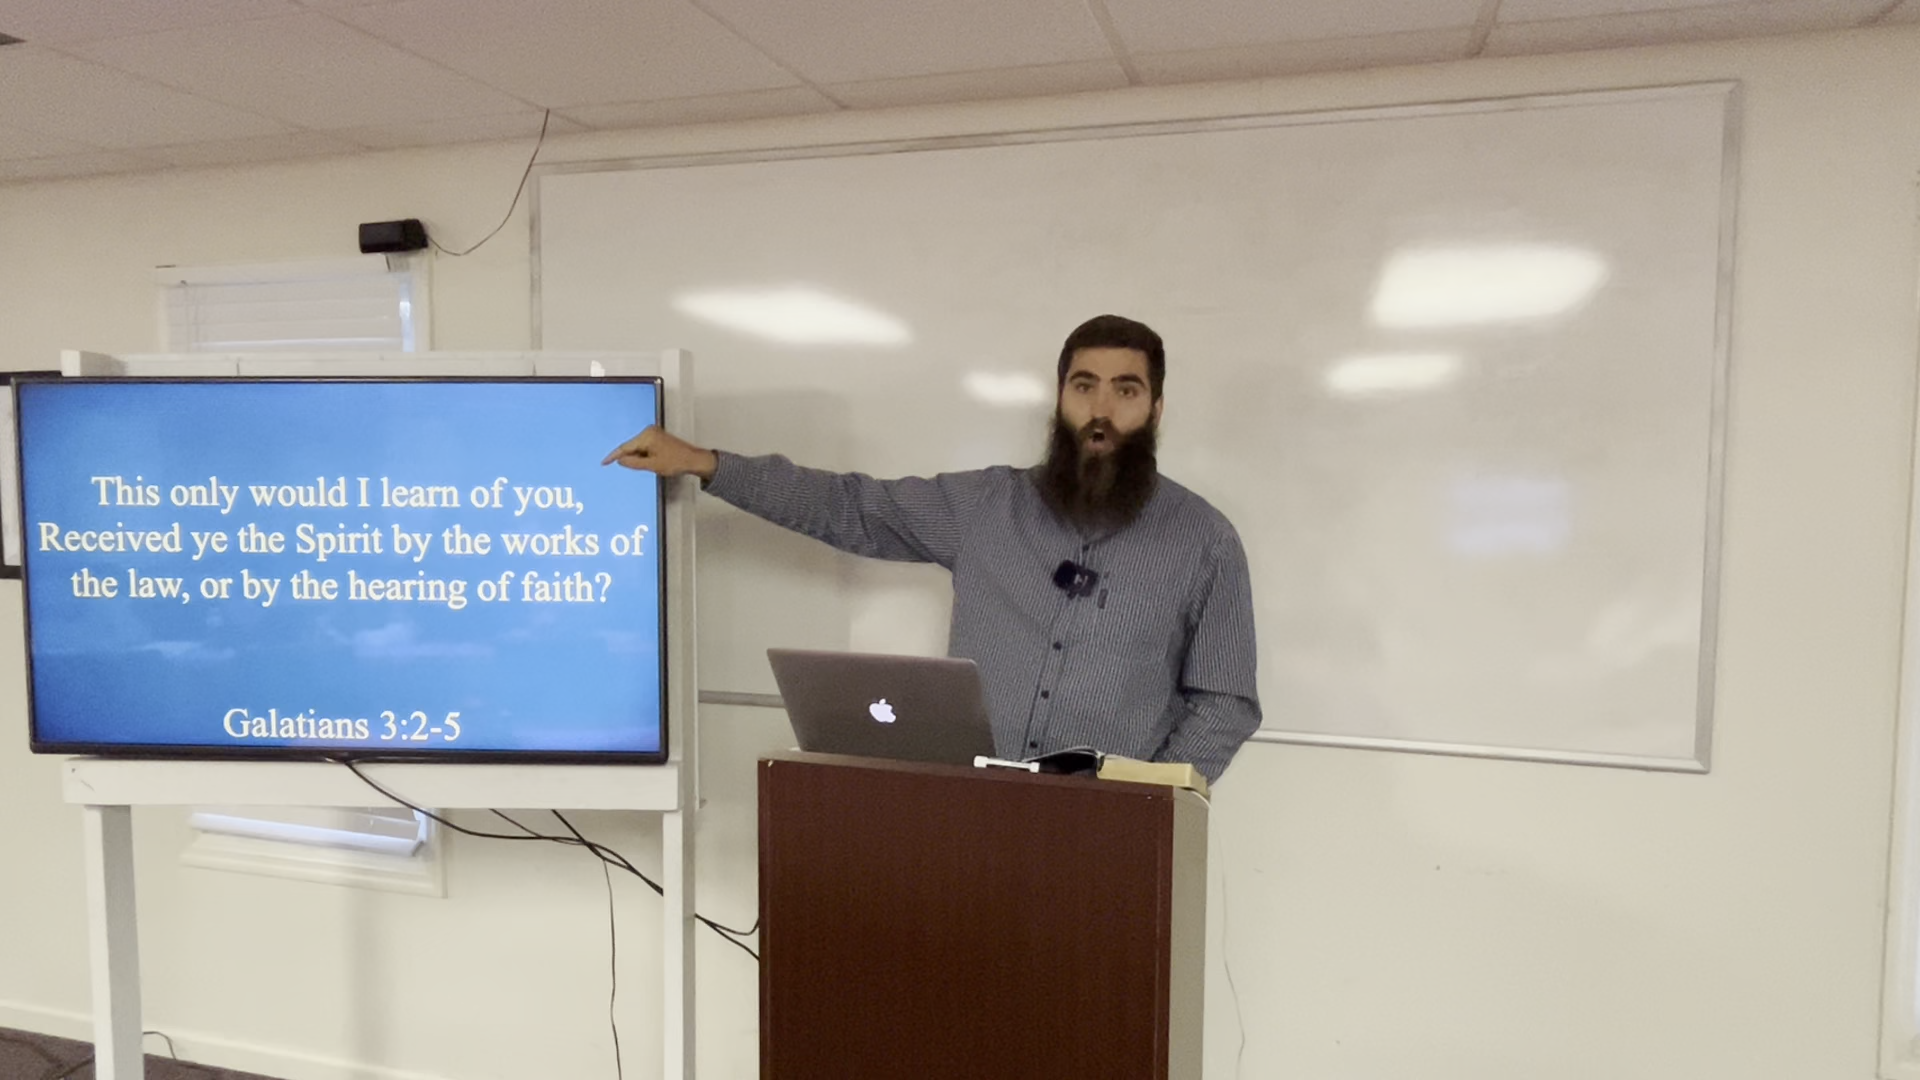 This only would I learn of you,
Received ye the Spirit by the works of
the law, or by the hearing of faith?
Galatians 3:2-5